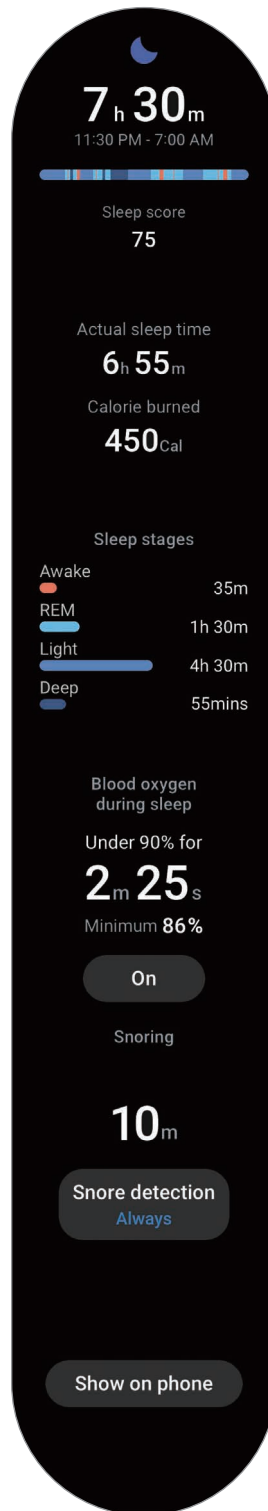 7h 30m
11:30 PM - 7:00 AM
Sleep score
75
Actual sleep time
6h 55m
Calorie burned
450Cal
Sleep stages
Awake
35m
REM
1h 30m
Light
4h 30m
Deep
55mins
Blood oxygen
during sleep
Under 90% for
2m 25s
Minimum 86%
On
Snoring
10m
Snore detection
Always
Show on phone